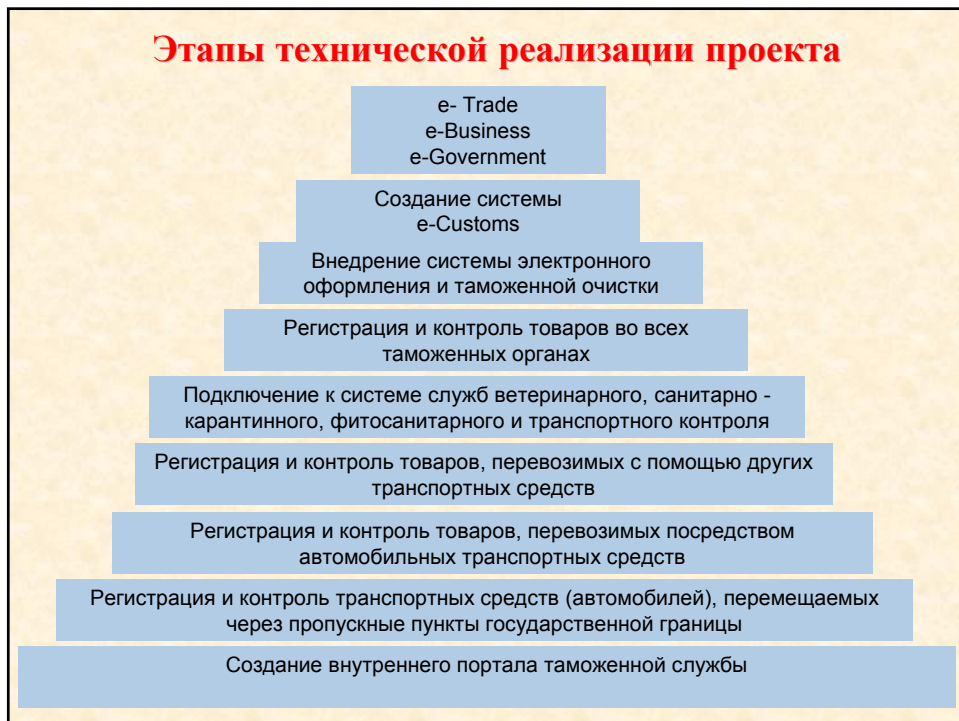 Этапы технической реализации проекта
e- Trade
e-Business
e-Government
Создание системы
e-Customs
Внедрение системы электронного
оформления и таможенной очистки
Регистрация и контроль товаров во всех
таможенных органах
Подключение к системе служб ветеринарного, санитарно -
карантинного, фитосанитарного и транспортного контроля
Регистрация и контроль товаров, перевозимых с помощью других
транспортных средств
Регистрация и контроль товаров, перевозимых посредством
автомобильных транспортных средств
Регистрация и контроль транспортных средств (автомобилей), перемещаемых
через пропускные пункты государственной границы
Создание внутреннего портала таможенной службы